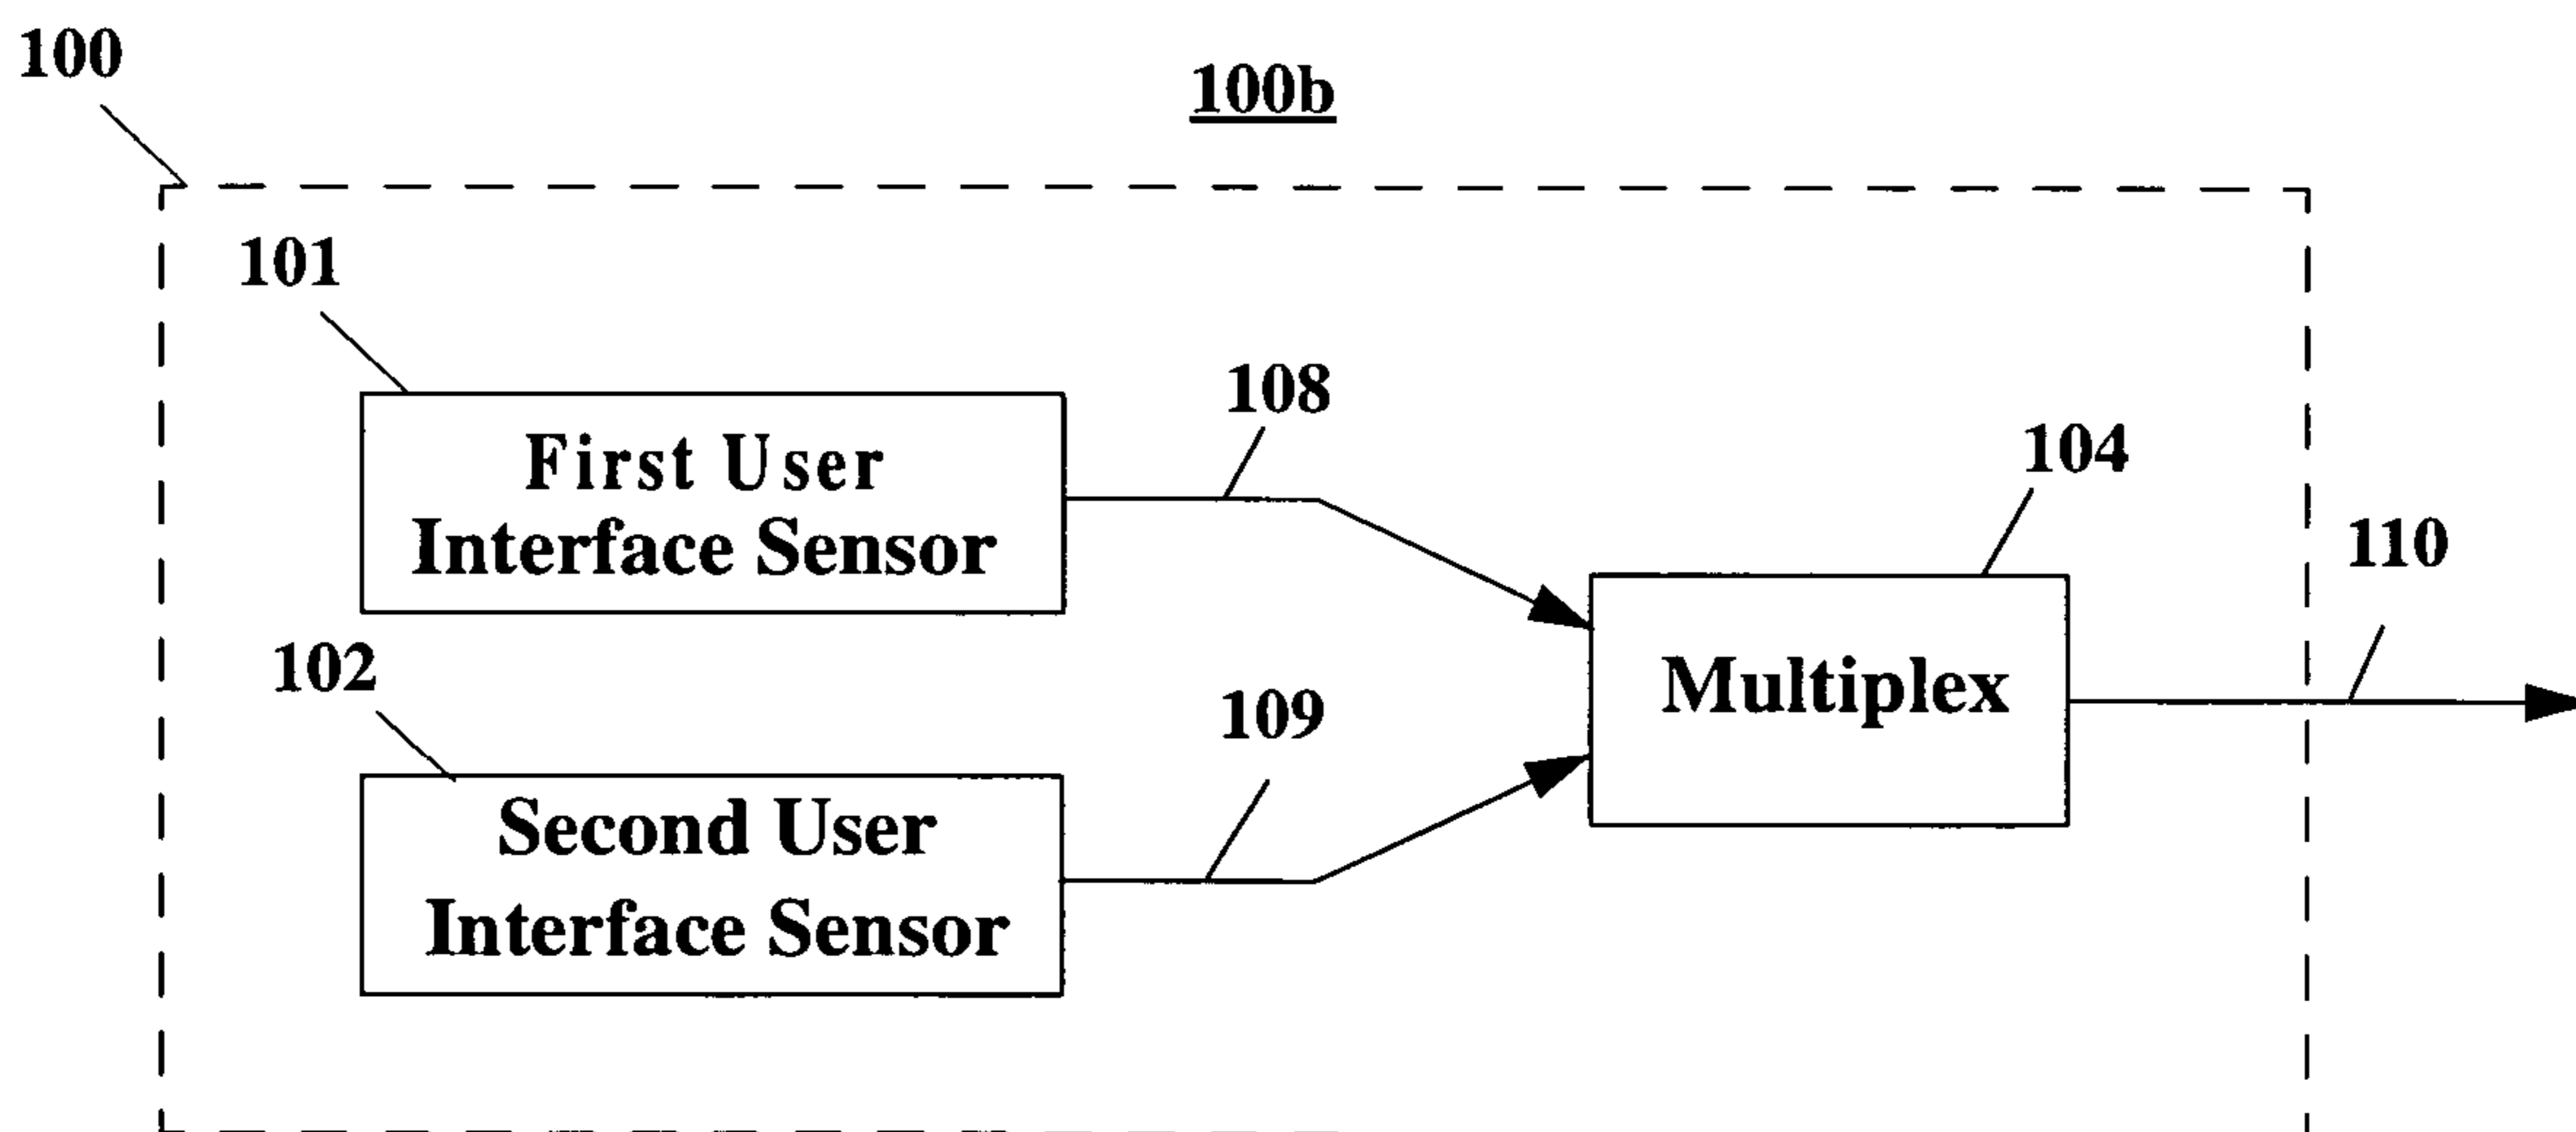 100
100b
101
First User
Interface Sensor
108
104
110
Multiplex
102
109
Second User
Interface Sensor